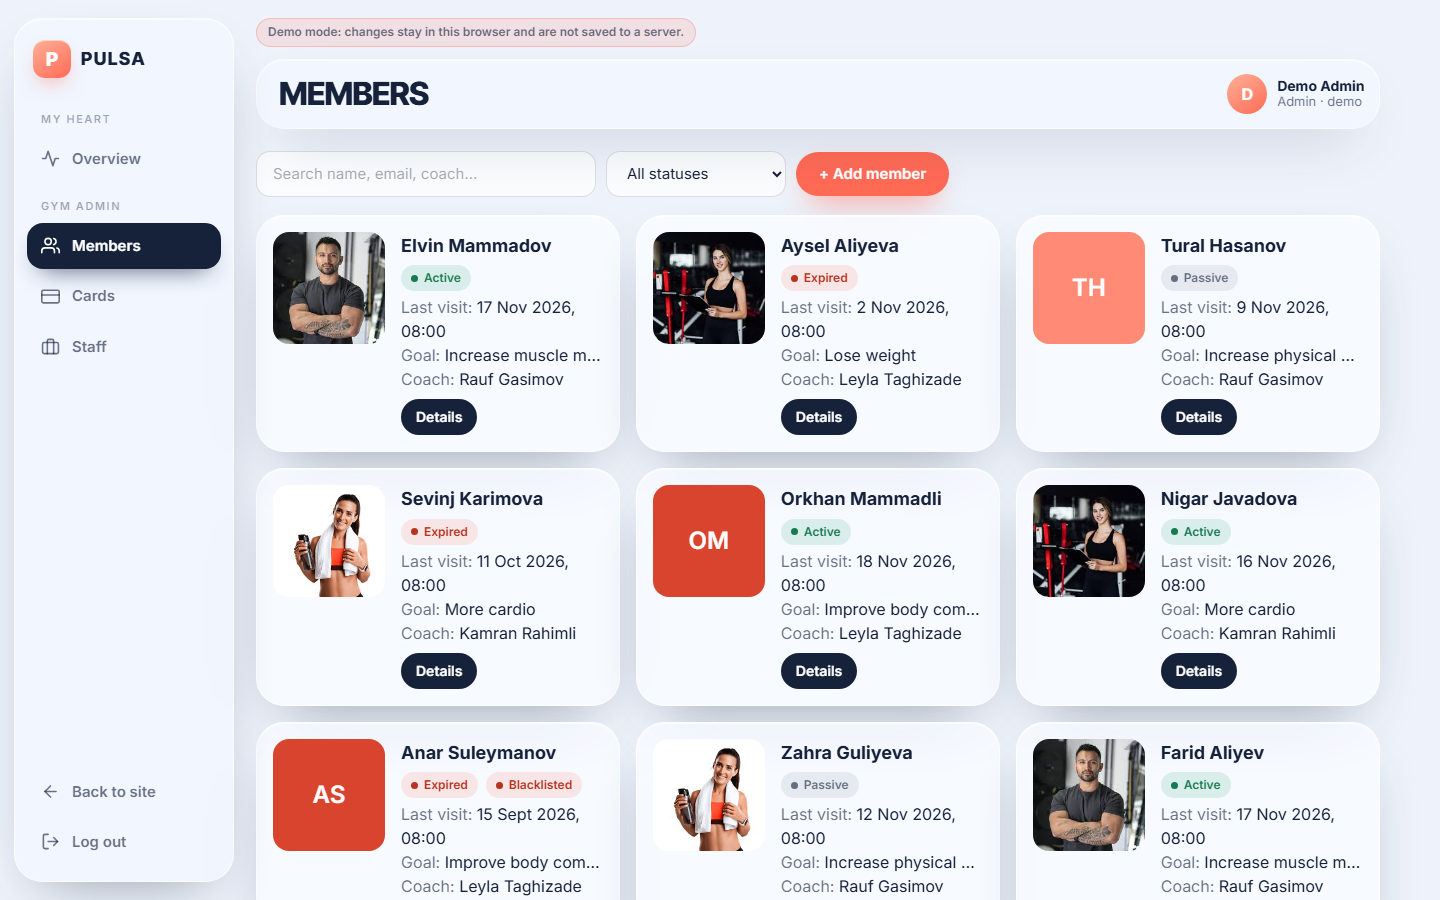 Demo mode: changes stay in this browser and are not saved to a server.
P PULSA
MY HEART
Overview
GYM ADMIN
Members
Cards
Staff
Back to site
Log out
MEMBERS
D
Demo Admin
Admin · demo
Search name, email, coach...
All statuses
+ Add member
Elvin Mammadov
Active
Last visit: 17 Nov 2026,
08:00
Goal: Increase muscle m...
Coach: Rauf Gasimov
Details
Aysel Aliyeva
Expired
Last visit: 2 Nov 2026,
08:00
Goal: Lose weight
Coach: Leyla Taghizade
Details
TH
Tural Hasanov
Passive
Last visit: 9 Nov 2026,
08:00
Goal: Increase physical ...
Coach: Rauf Gasimov
Details
Sevinj Karimova
Expired
Last visit: 11 Oct 2026,
08:00
Goal: More cardio
Coach: Kamran Rahimli
Details
OM
Orkhan Mammadli
Active
Last visit: 18 Nov 2026,
08:00
Goal: Improve body com...
Coach: Leyla Taghizade
Details
Nigar Javadova
Active
Last visit: 16 Nov 2026,
08:00
Goal: More cardio
Coach: Kamran Rahimli
Details
AS
Anar Suleymanov
Expired Blacklisted
Last visit: 15 Sept 2026,
08:00
Goal: Improve body com...
Coach: Leyla Taghizade
Zahra Guliyeva
Passive
Last visit: 12 Nov 2026,
08:00
Goal: Increase physical ...
Coach: Rauf Gasimov
Farid Aliyev
Active
Last visit: 17 Nov 2026,
08:00
Goal: Increase muscle m...
Coach: Rauf Gasimov